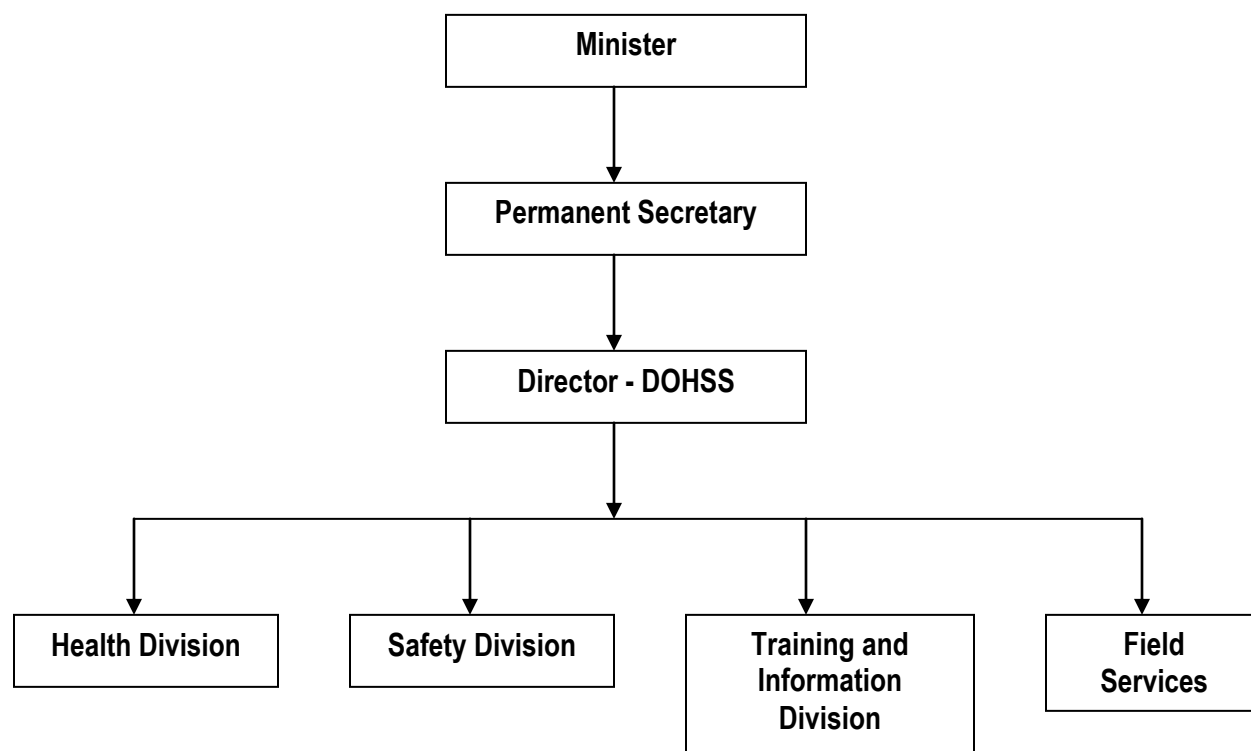 Minister
Permanent Secretary
Director - DOHSS
Health Division
Safety Division
Training and
Information
Division
Field
Services